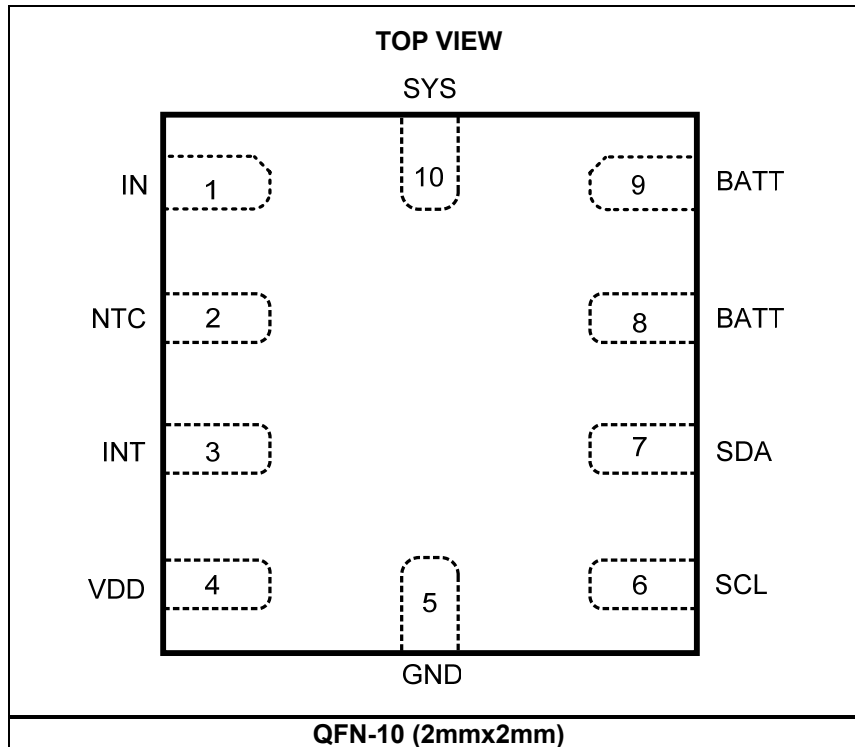 TOP VIEW
SYS
IN 1 10 9 BATT
NTC 2 8 BATT
INT 3 7 SDA
VDD 4 5 6 SCL
GND
QFN-10 (2mmx2mm)